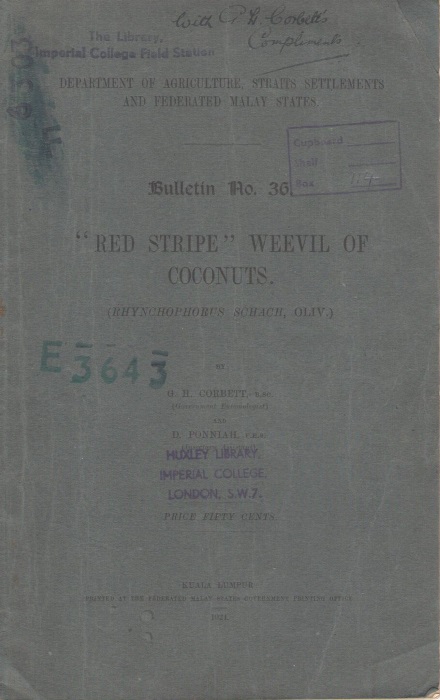 With G. H. Corbett's
Compliments
The Library,
Imperial College Field Station
DEPARTMENT OF AGRICULTURE, STRAITS SETTLEMENTS
AND FEDERATED MALAY STATES.
Cupboard
Shelf
Box
Bulletin No. 36.
"RED STRIPE" WEEVIL OF
COCONUTS.
(RHYNCHOPHORUS SCHACH, OLIV.)
E 3643
BY
G. H. CORBETT, B.SC.
(Government Entomologist)
AND
D. PONNIAH,
HUXLEY LIBRARY,
IMPERIAL COLLEGE,
LONDON, S.W.7.
PRICE FIFTY CENTS.
KUALA LUMPUR
PRINTED AT THE FEDERATED MALAY STATES GOVERNMENT PRINTING OFFICE